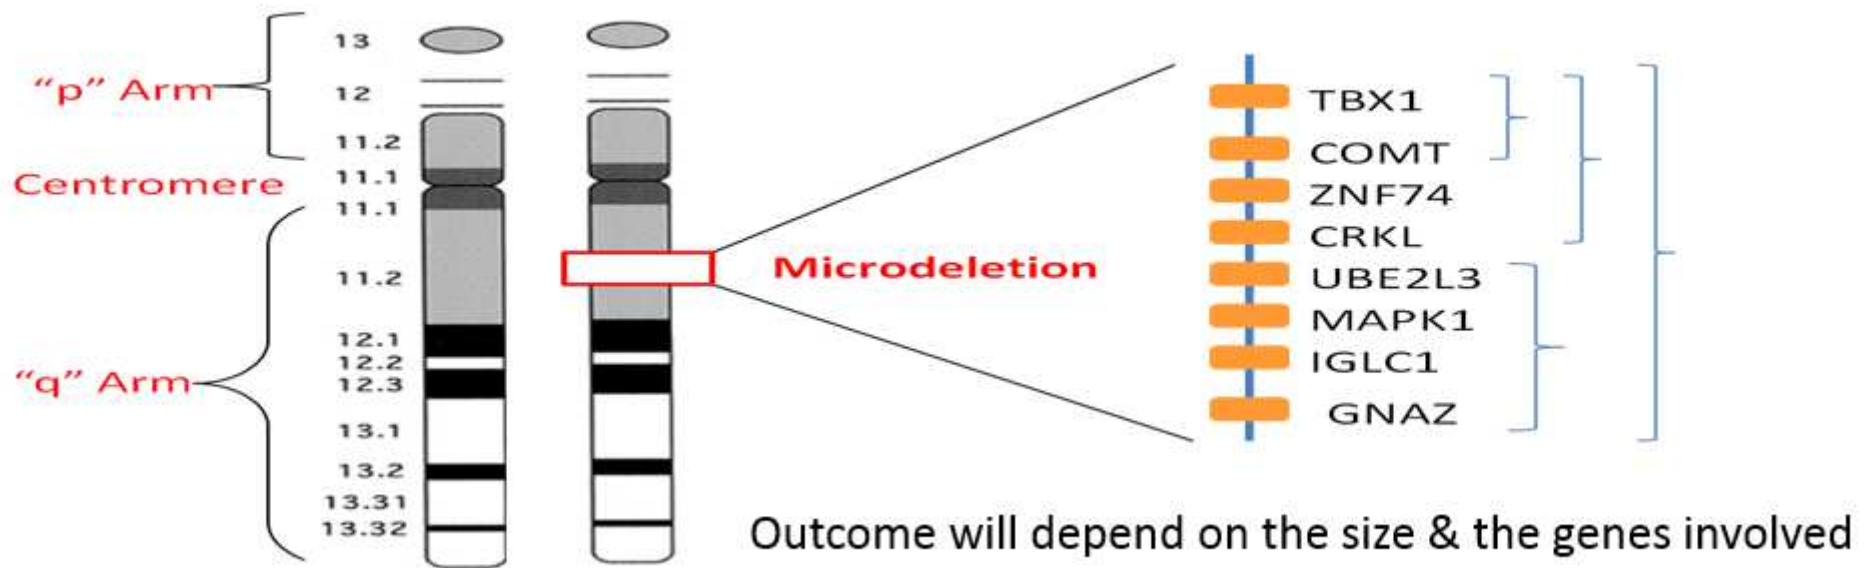 "p" Arm
Centromere
"q" Arm
13
12
11.2
11.1
11.1
11.2
12.1
12.2
12.3
13.1
13.2
13.31
13.32
Microdeletion
TBX1
COMT
ZNF74
CRKL
UBE2L3
MAPK1
IGLC1
GNAZ
Outcome will depend on the size & the genes involved